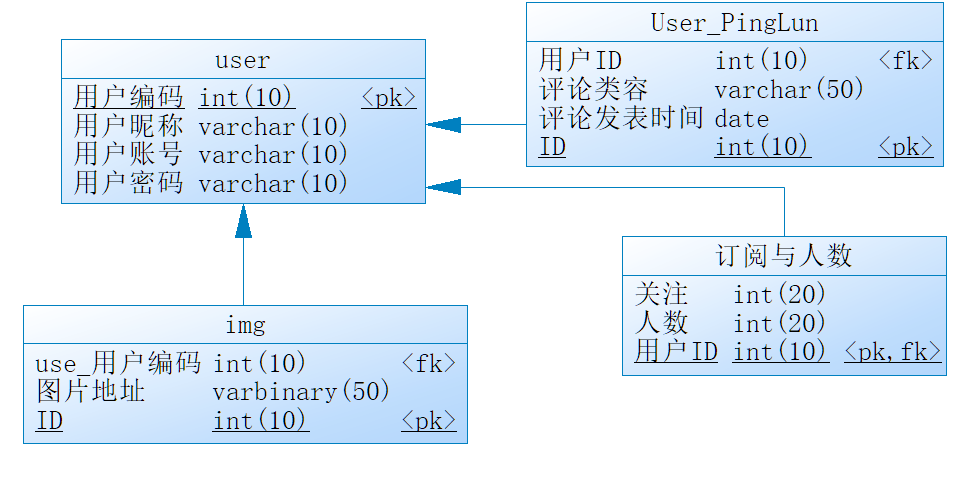 user
用户编码 int(10) <pk>
用户昵称 varchar(10)
用户账号 varchar(10)
用户密码 varchar(10)
User_PingLun
用户ID int(10) <fk>
评论类容 varchar(50)
评论发表时间 date
ID int(10) <pk>
订阅与人数
关注 int(20)
人数 int(20)
用户ID int(10) <pk,fk>
img
use_用户编码 int(10) <fk>
图片地址 varbinary(50)
ID int(10) <pk>